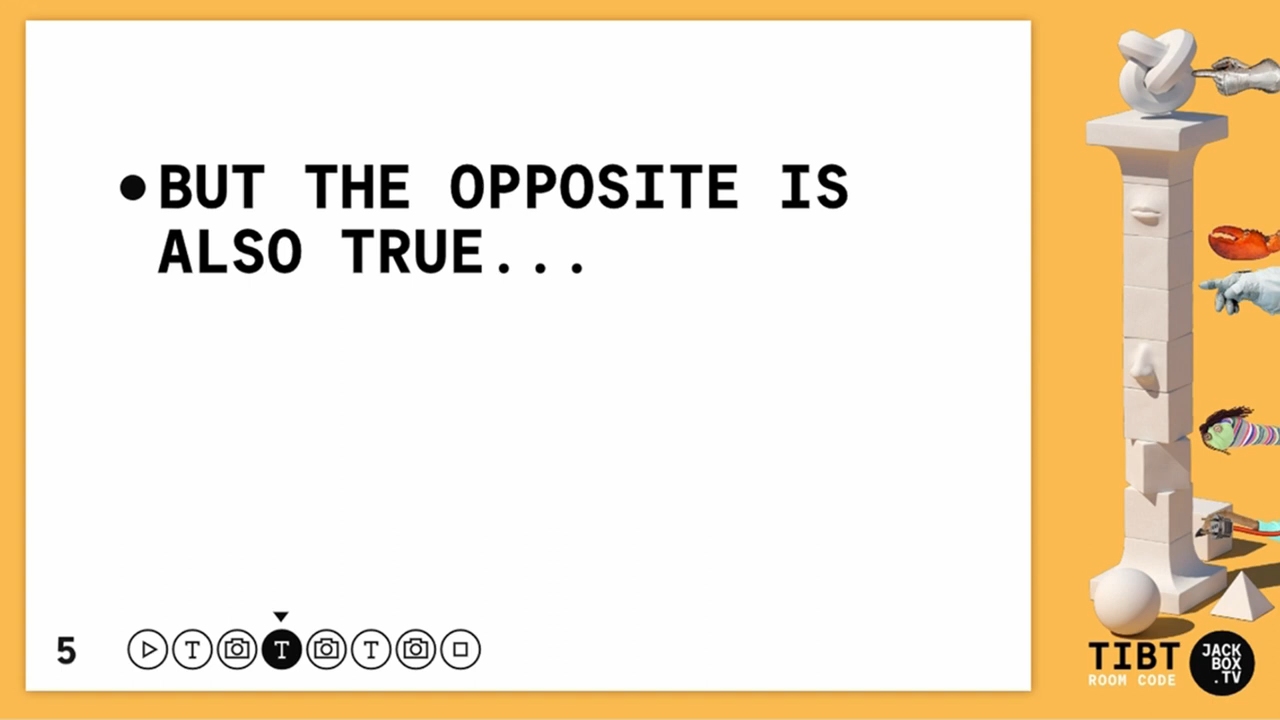 ● BUT THE OPPOSITE IS
ALSO TRUE...
5
T
T
T
TIBT
ROOM CODE
JACK
BOX
.TV